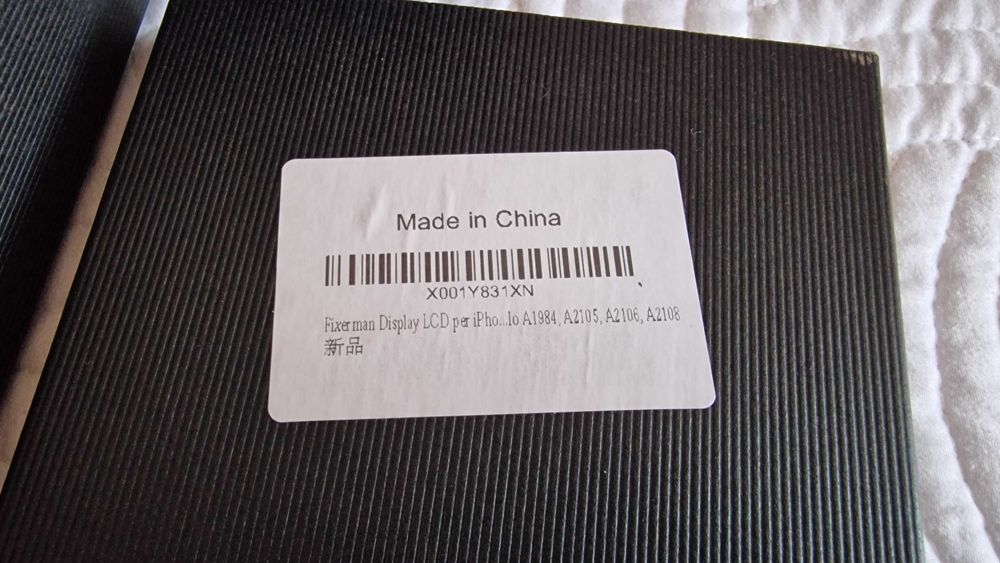 Made in China
X001Y831XN
Fixerman Display LCD per iPho...lo A1984, A2105, A2106, A2108
新品